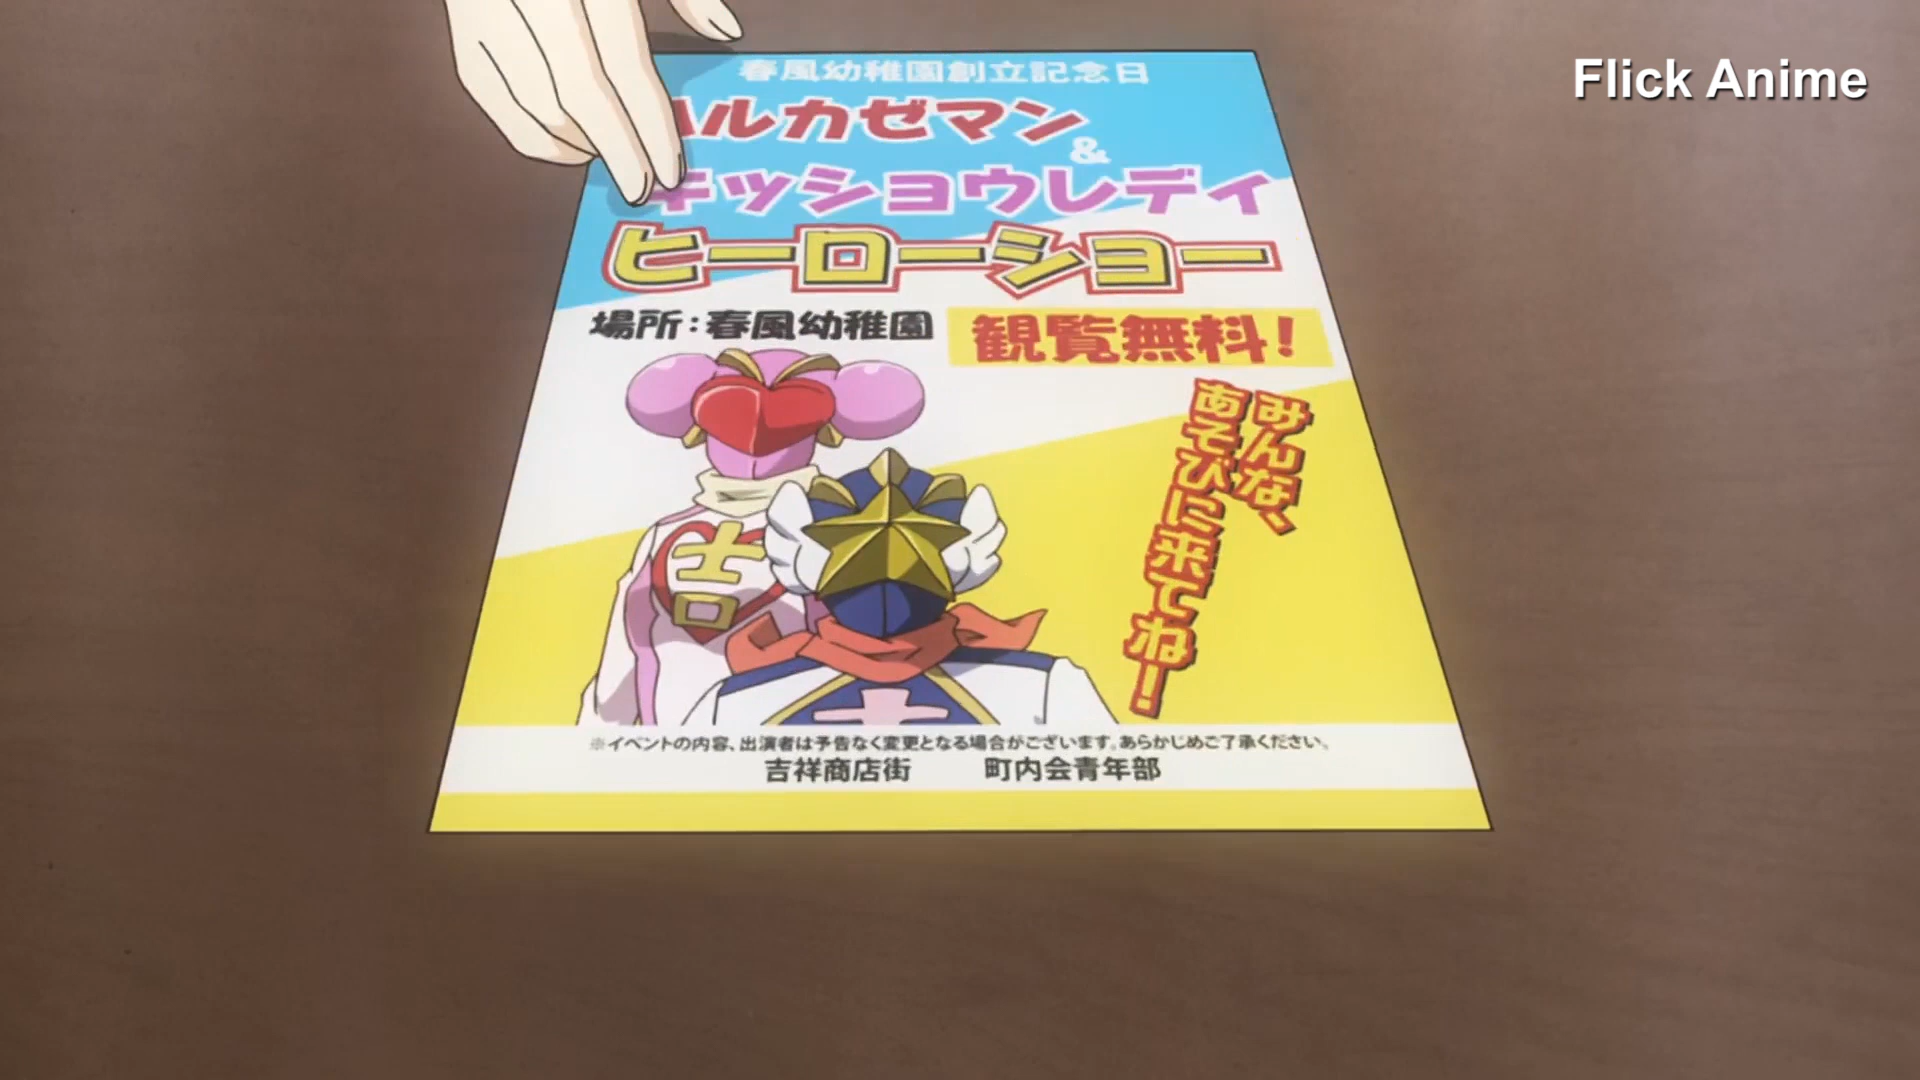 春風幼稚園創立記念日
ハルカゼマン
&
キッショウレディ
ヒーローショー
場所：春風幼稚園
観覧無料！
みんな、
あそびに来てね！
吉
※イベントの内容、出演者は予告なく変更となる場合がございます。あらかじめご了承ください。
吉祥商店街 町内会青年部
Flick Anime